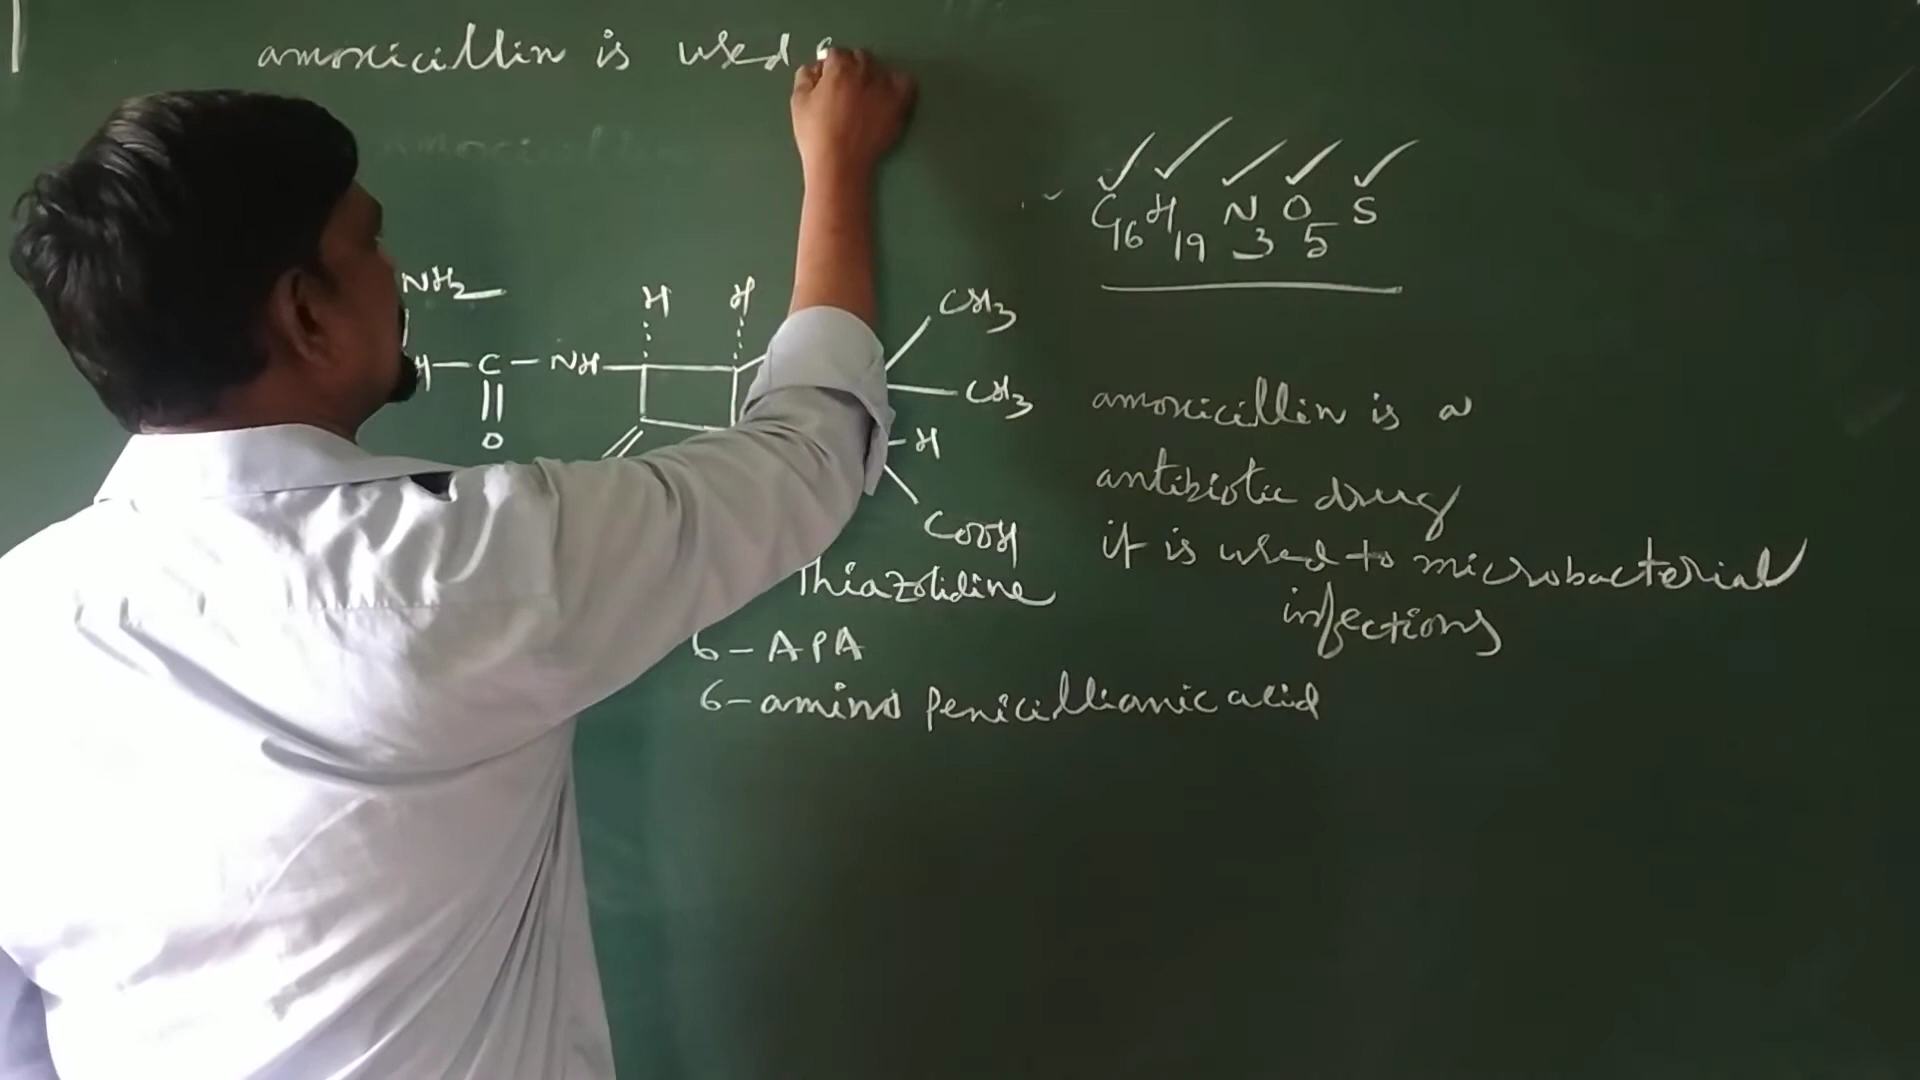 amoxicillin is used
C16 H19 N3 O5 S
NH2
H H
CH3
H-C-NH
CH3
O
H
COOH
Thiazolidine
6-APA
6-amino penicillianic acid
amoxicillin is a
antibiotic drug
it is used to microbacterial
infections